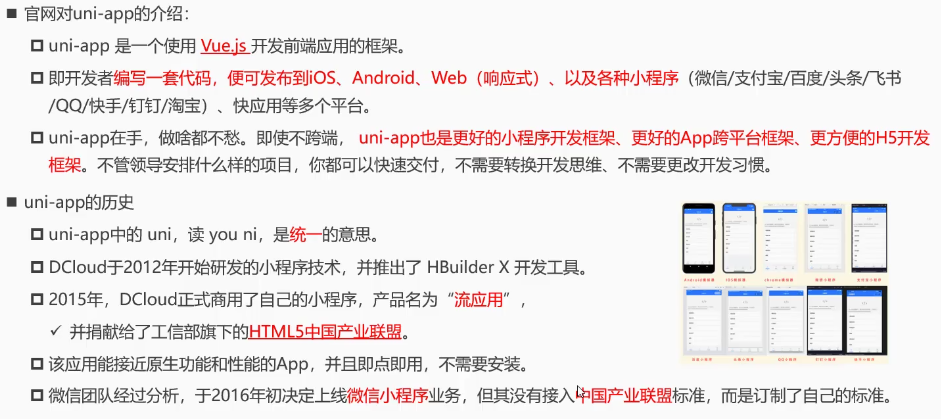 官网对uni-app的介绍：
uni-app 是一个使用 Vue.js 开发前端应用的框架。
即开发者编写一套代码，便可发布到iOS、Android、Web（响应式）、以及各种小程序（微信/支付宝/百度/头条/飞书
/QQ/快手/钉钉/淘宝）、快应用等多个平台。
uni-app在手，做啥都不愁。即使不跨端， uni-app也是更好的小程序开发框架、更好的App跨平台框架、更方便的H5开发
框架。不管领导安排什么样的项目，你都可以快速交付，不需要转换开发思维、不需要更改开发习惯。
uni-app的历史
uni-app中的 uni，读 you ni，是统一的意思。
DCloud于2012年开始研发的小程序技术，并推出了 HBuilder X 开发工具。
2015年，DCloud正式商用了自己的小程序，产品名为“流应用”，
✓ 并捐献给了工信部旗下的HTML5中国产业联盟。
该应用能接近原生功能和性能的App，并且即点即用，不需要安装。
微信团队经过分析，于2016年初决定上线微信小程序业务，但其没有接入中国产业联盟标准，而是订制了自己的标准。